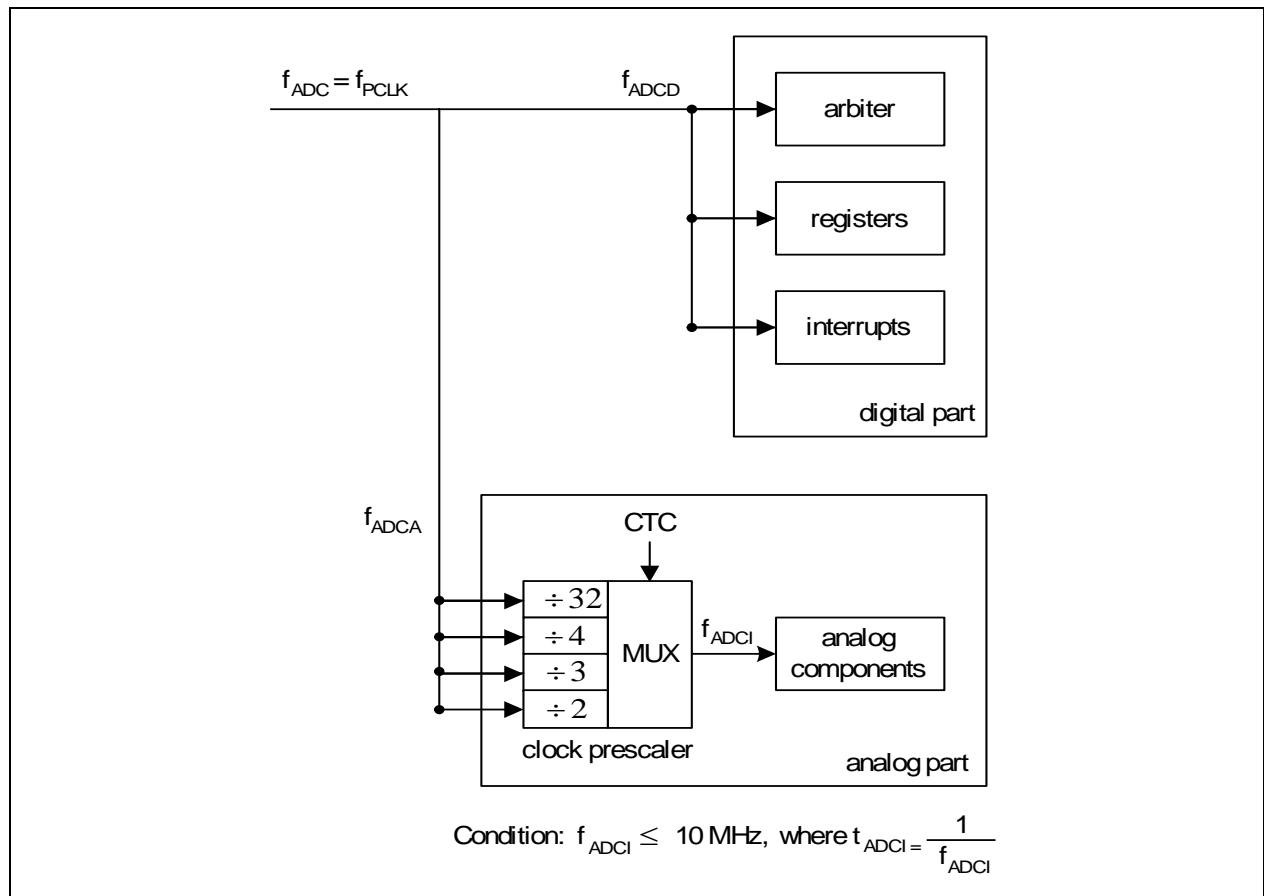 fADC = fPCLK
fADCD
arbiter
registers
interrupts
digital part
fADCA
CTC
÷ 32
÷ 4
÷ 3
÷ 2
MUX
fADCI
analog
components
clock prescaler
analog part
Condition: fADCI ≤ 10 MHz, where tADCI = 1/fADCI